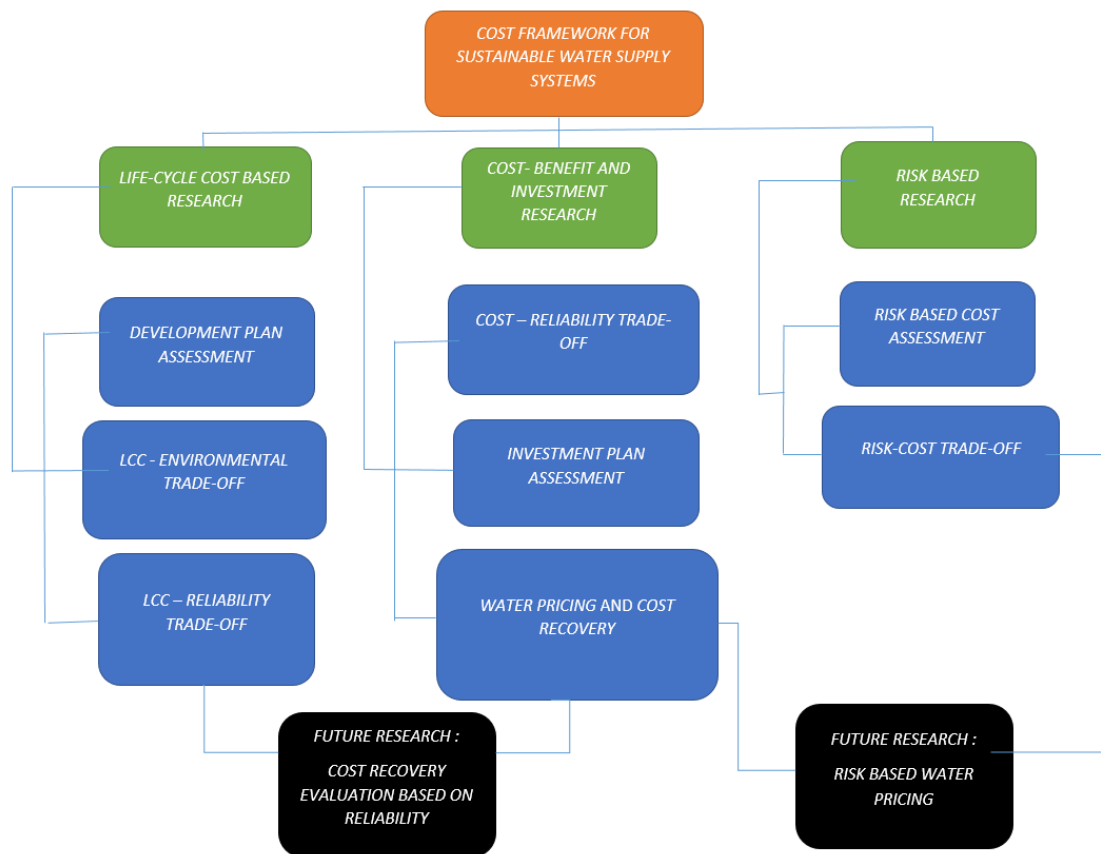 COST FRAMEWORK FOR
SUSTAINABLE WATER SUPPLY
SYSTEMS
LIFE-CYCLE COST BASED
RESEARCH
COST- BENEFIT AND
INVESTMENT
RESEARCH
RISK BASED
RESEARCH
DEVELOPMENT PLAN
ASSESSMENT
COST – RELIABILITY TRADE-
OFF
RISK BASED COST
ASSESSMENT
LCC - ENVIRONMENTAL
TRADE-OFF
INVESTMENT PLAN
ASSESSMENT
RISK-COST TRADE-OFF
LCC – RELIABILITY
TRADE-OFF
WATER PRICING AND COST
RECOVERY
FUTURE RESEARCH :
COST RECOVERY
EVALUATION BASED ON
RELIABILITY
FUTURE RESEARCH :
RISK BASED WATER
PRICING